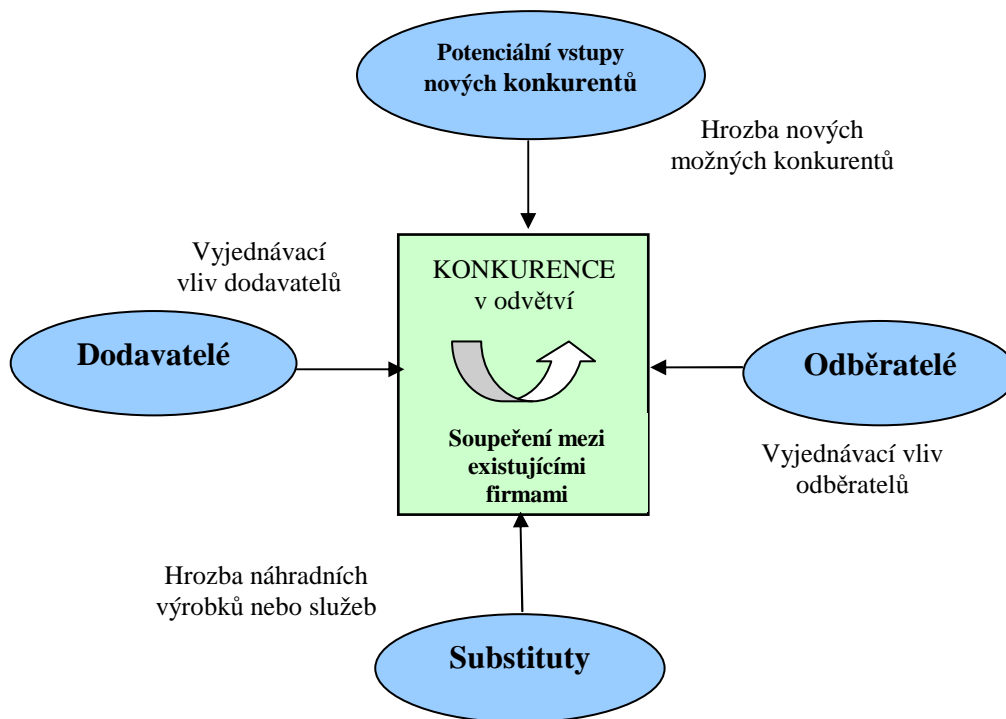 Potenciální vstupy
nových konkurentů
Hrozba nových
možných konkurentů
Vyjednávací
vliv dodavatelů
KONKURENCE
v odvětví
Dodavatelé
Odběratelé
Soupeření mezi
existujícími
firmami
Vyjednávací vliv
odběratelů
Hrozba náhradních
výrobků nebo služeb
Substituty